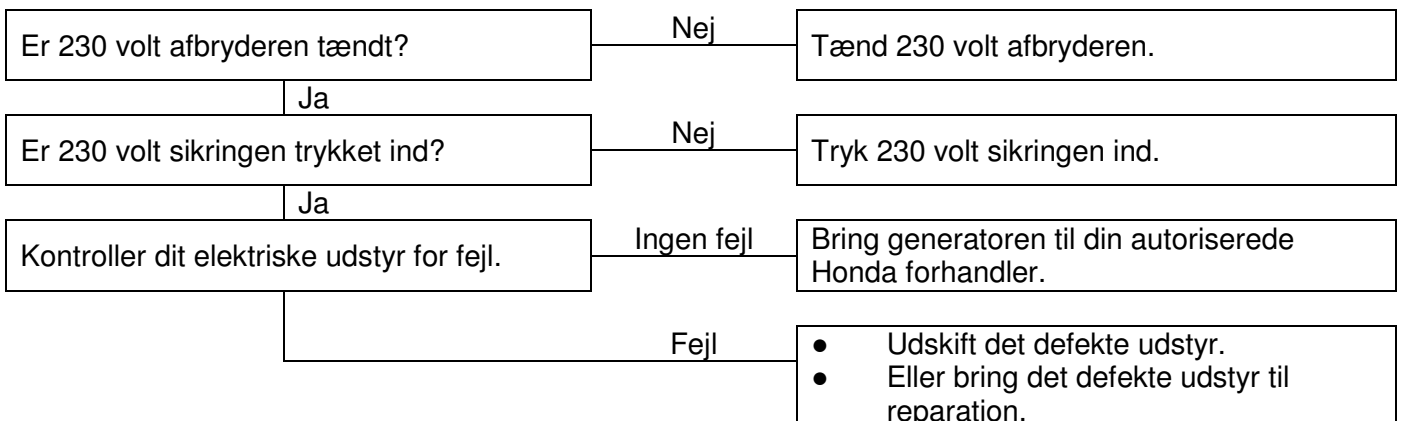 Er 230 volt afbryderen tændt?
Nej
Tænd 230 volt afbryderen.
Ja
Er 230 volt sikringen trykket ind?
Nej
Tryk 230 volt sikringen ind.
Ja
Kontroller dit elektriske udstyr for fejl.
Ingen fejl
Bring generatoren til din autoriserede
Honda forhandler.
Fejl
● Udskift det defekte udstyr.
● Eller bring det defekte udstyr til
reparation.